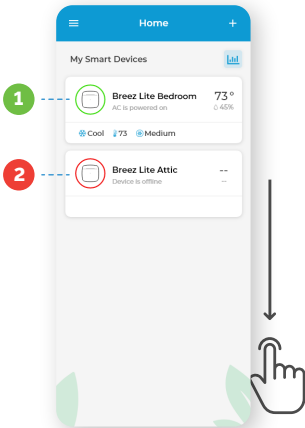 Home
My Smart Devices
1
Breez Lite Bedroom 73°
AC is powered on 45%
Cool 73 Medium
2
Breez Lite Attic --
Device is offline --